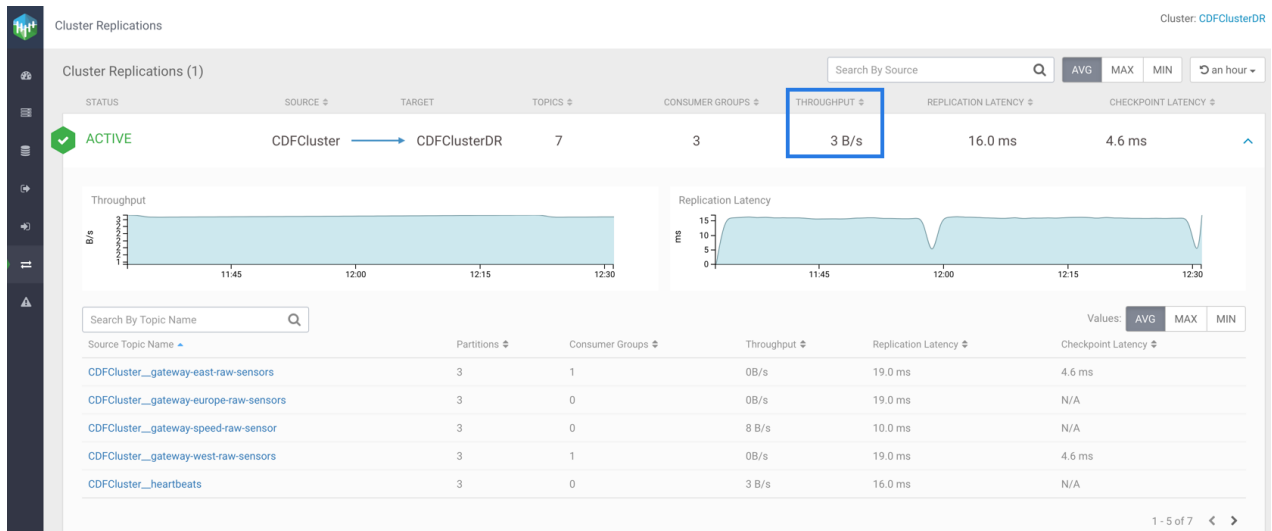 Cluster Replications
Cluster: CDFClusterDR
Cluster Replications (1)
Search By Source
AVG MAX MIN
an hour
STATUS SOURCE TARGET TOPICS CONSUMER GROUPS THROUGHPUT REPLICATION LATENCY CHECKPOINT LATENCY
ACTIVE CDFCluster CDFClusterDR 7 3 3 B/s 16.0 ms 4.6 ms
Throughput
B/s
3
2
2
2
2
2
1
11:45 12:00 12:15 12:30
Replication Latency
ms
15
10
5
0
11:45 12:00 12:15 12:30
Search By Topic Name
Values: AVG MAX MIN
Source Topic Name Partitions Consumer Groups Throughput Replication Latency Checkpoint Latency
CDFCluster__gateway-east-raw-sensors 3 1 0B/s 19.0 ms 4.6 ms
CDFCluster__gateway-europe-raw-sensors 3 0 0B/s 19.0 ms N/A
CDFCluster__gateway-speed-raw-sensor 3 0 8 B/s 10.0 ms N/A
CDFCluster__gateway-west-raw-sensors 3 1 0B/s 19.0 ms 4.6 ms
CDFCluster__heartbeats 3 0 3 B/s 16.0 ms N/A
1 - 5 of 7